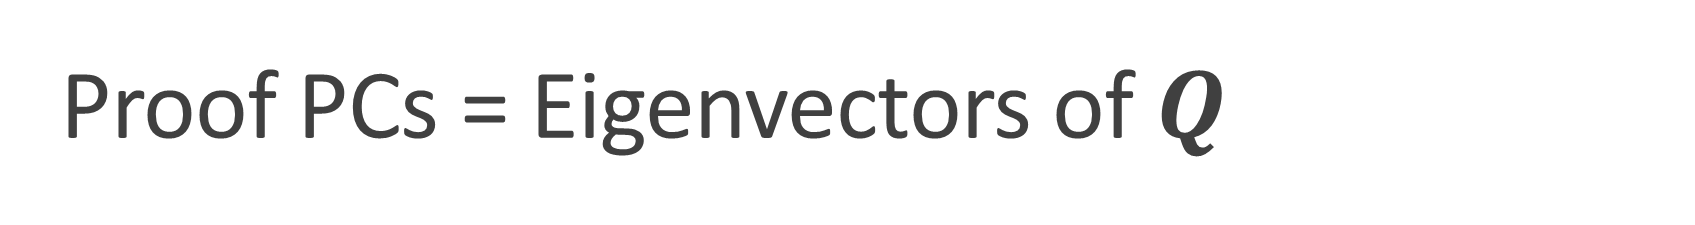 Proof PCs = Eigenvectors of Q